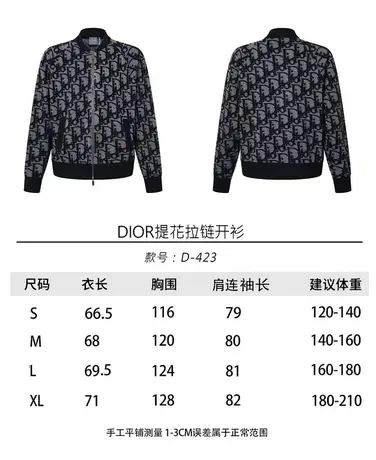 DIOR提花拉链开衫
款号：D-423
尺码 衣长 胸围 肩连袖长 建议体重
S 66.5 116 79 120-140
M 68 120 80 140-160
L 69.5 124 81 160-180
XL 71 128 82 180-210
手工平铺测量 1-3CM误差属于正常范围